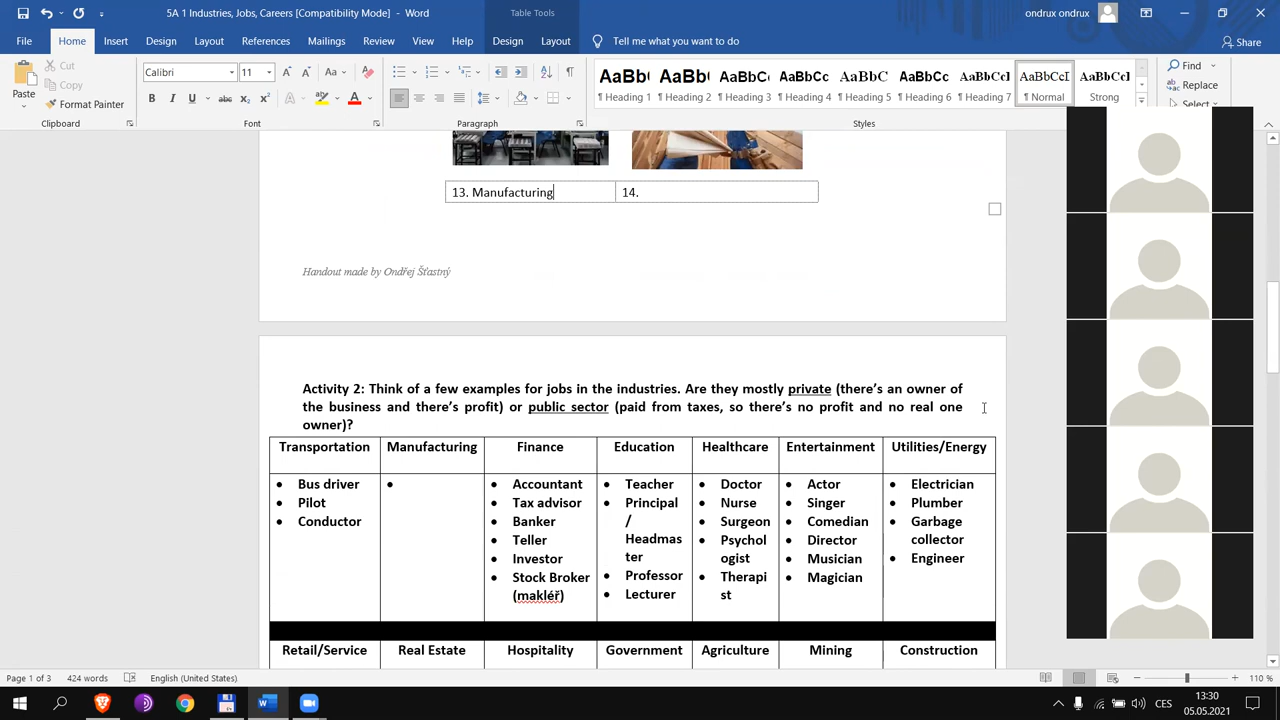 5A 1 Industries, Jobs, Careers [Compatibility Mode] - Word
Table Tools
ondrux ondrux
File Home Insert Design Layout References Mailings Review View Help Design Layout Tell me what you want to do Share
Paste
Cut
Copy
Format Painter
Clipboard
Calibri 11
Font
Paragraph
AaBb( AaBb( AaBbC AaBbCc AaBbC AaBbCc AaBbCc AaBbCcI AaBbCc
¶ Heading 1 ¶ Heading 2 ¶ Heading 3 ¶ Heading 4 ¶ Heading 5 ¶ Heading 6 ¶ Heading 7 ¶ Normal Strong
Styles
Find
Replace
Select
13. Manufacturing 14.
Handout made by Ondřej Šťastný
Activity 2: Think of a few examples for jobs in the industries. Are they mostly private (there's an owner of
the business and there's profit) or public sector (paid from taxes, so there's no profit and no real one
owner)?
Transportation Manufacturing Finance Education Healthcare Entertainment Utilities/Energy
• Bus driver
• Pilot
• Conductor
•
• Accountant
• Tax advisor
• Banker
• Teller
• Investor
• Stock Broker
(makléř)
• Teacher
• Principal
/
Headmas
ter
• Professor
• Lecturer
• Doctor
• Nurse
• Surgeon
• Psychol
ogist
• Therapi
st
• Actor
• Singer
• Comedian
• Director
• Musician
• Magician
• Electrician
• Plumber
• Garbage
collector
• Engineer
Retail/Service Real Estate Hospitality Government Agriculture Mining Construction
Page 1 of 3 424 words English (United States) 110 %
CES
13:30
05.05.2021